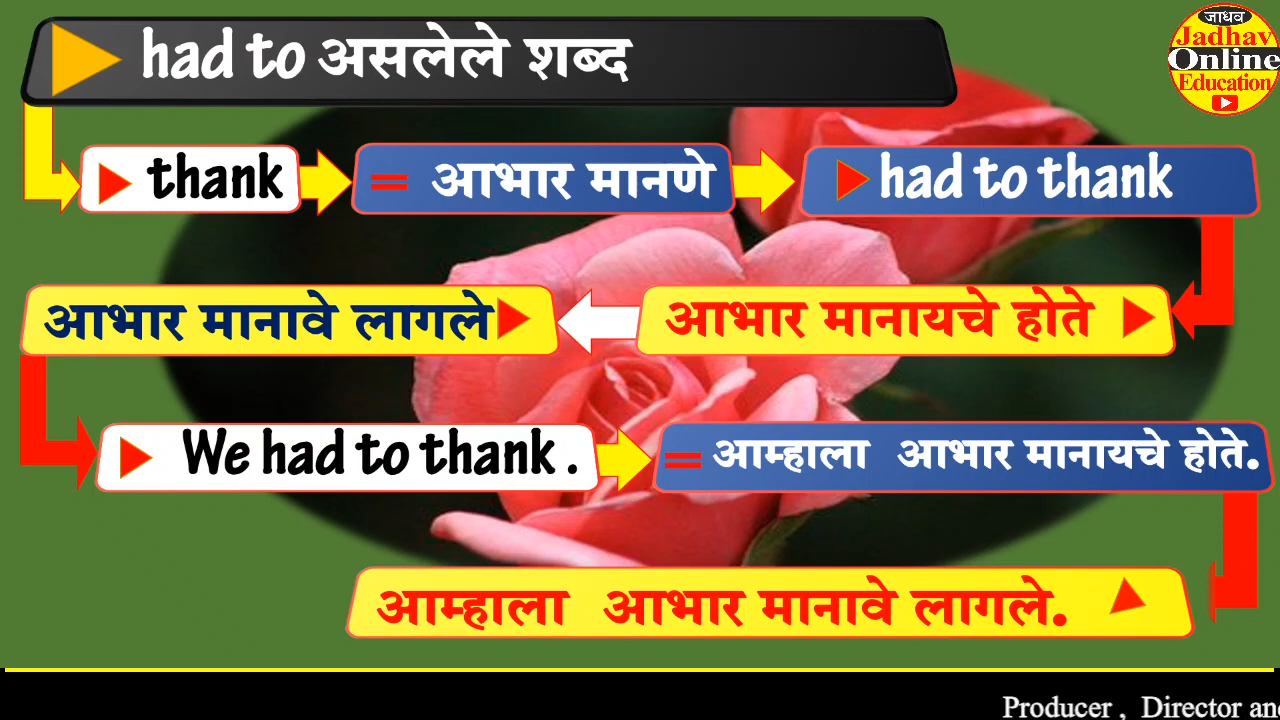 had to असलेले शब्द
जाधव
Jadhav
Online
Education
thank
= आभार मानणे
had to thank
आभार मानायचे होते
आभार मानावे लागले
We had to thank .
= आम्हाला आभार मानायचे होते.
आम्हाला आभार मानावे लागले.
Producer , Director and